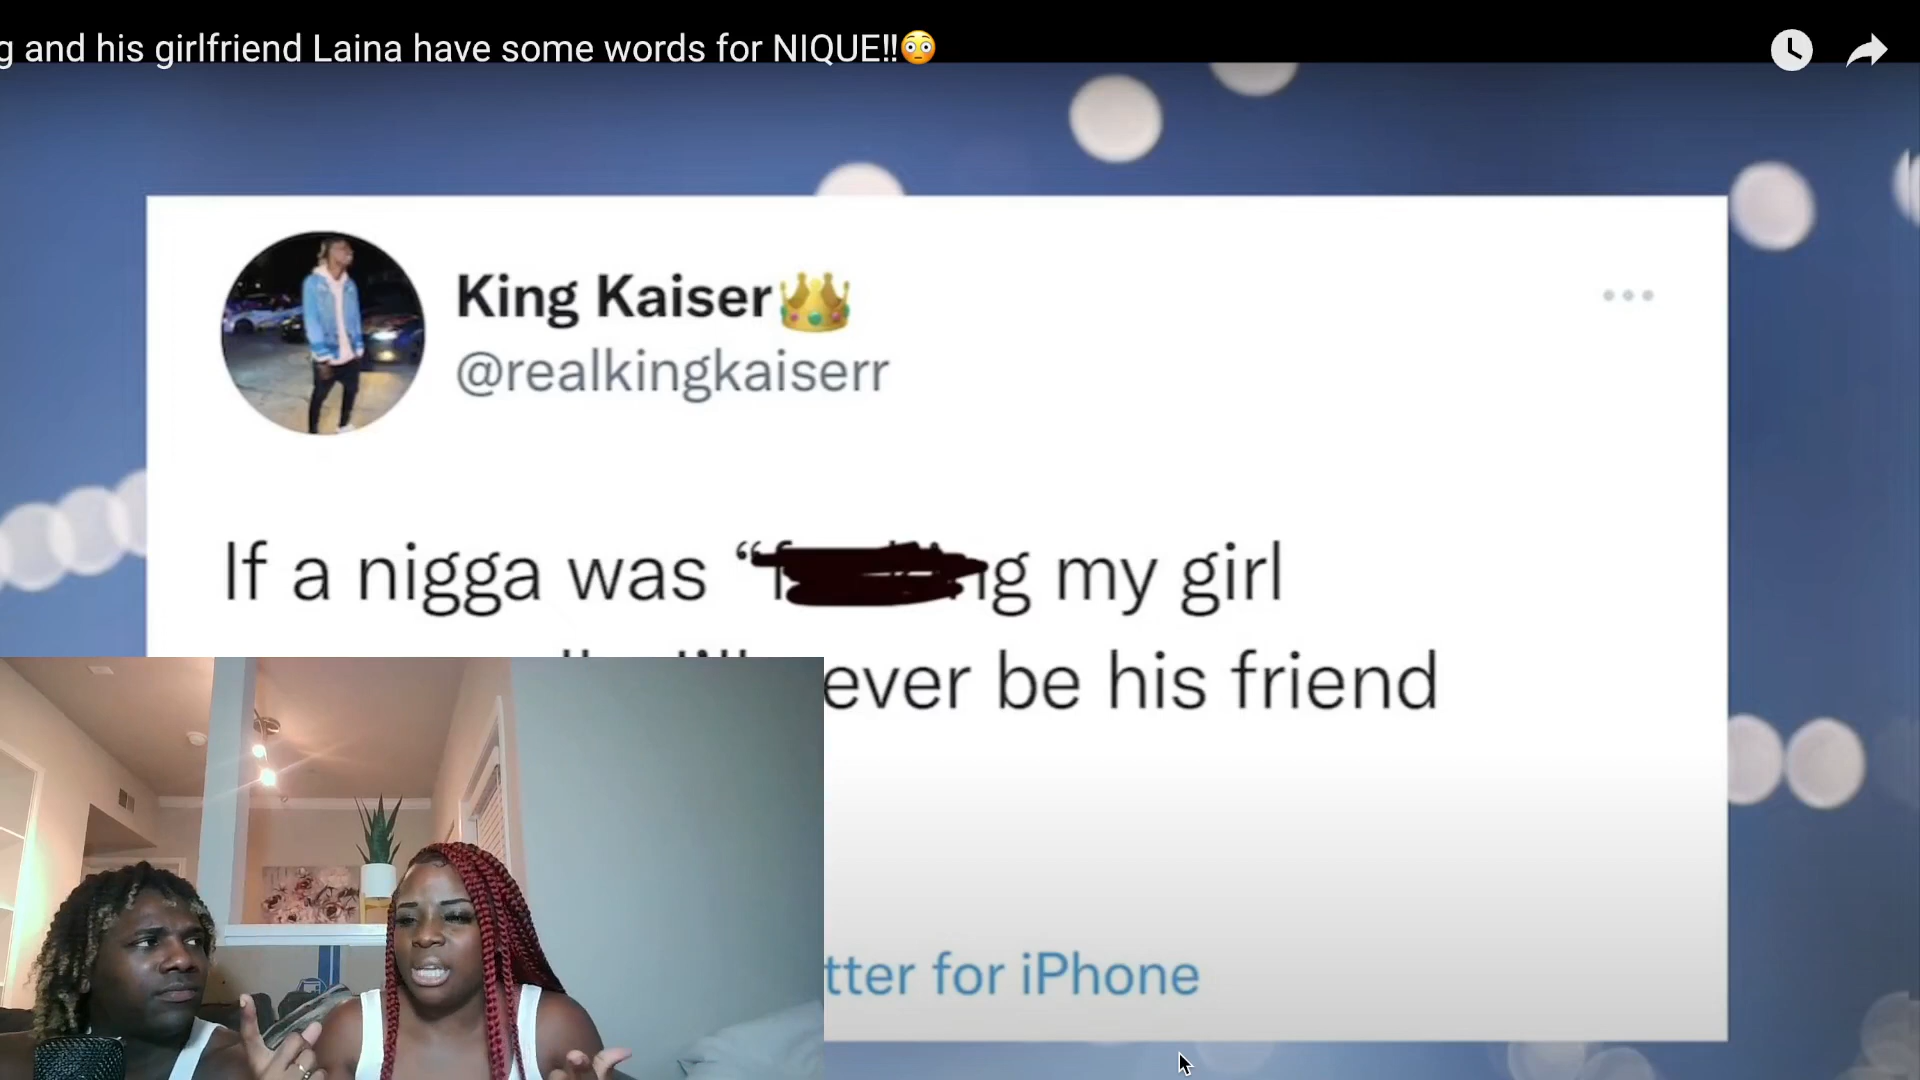 g and his girlfriend Laina have some words for NIQUE!!😳
King Kaiser👑
@realkingkaiserr
If a nigga was “f ng my girl
ever be his friend
tter for iPhone